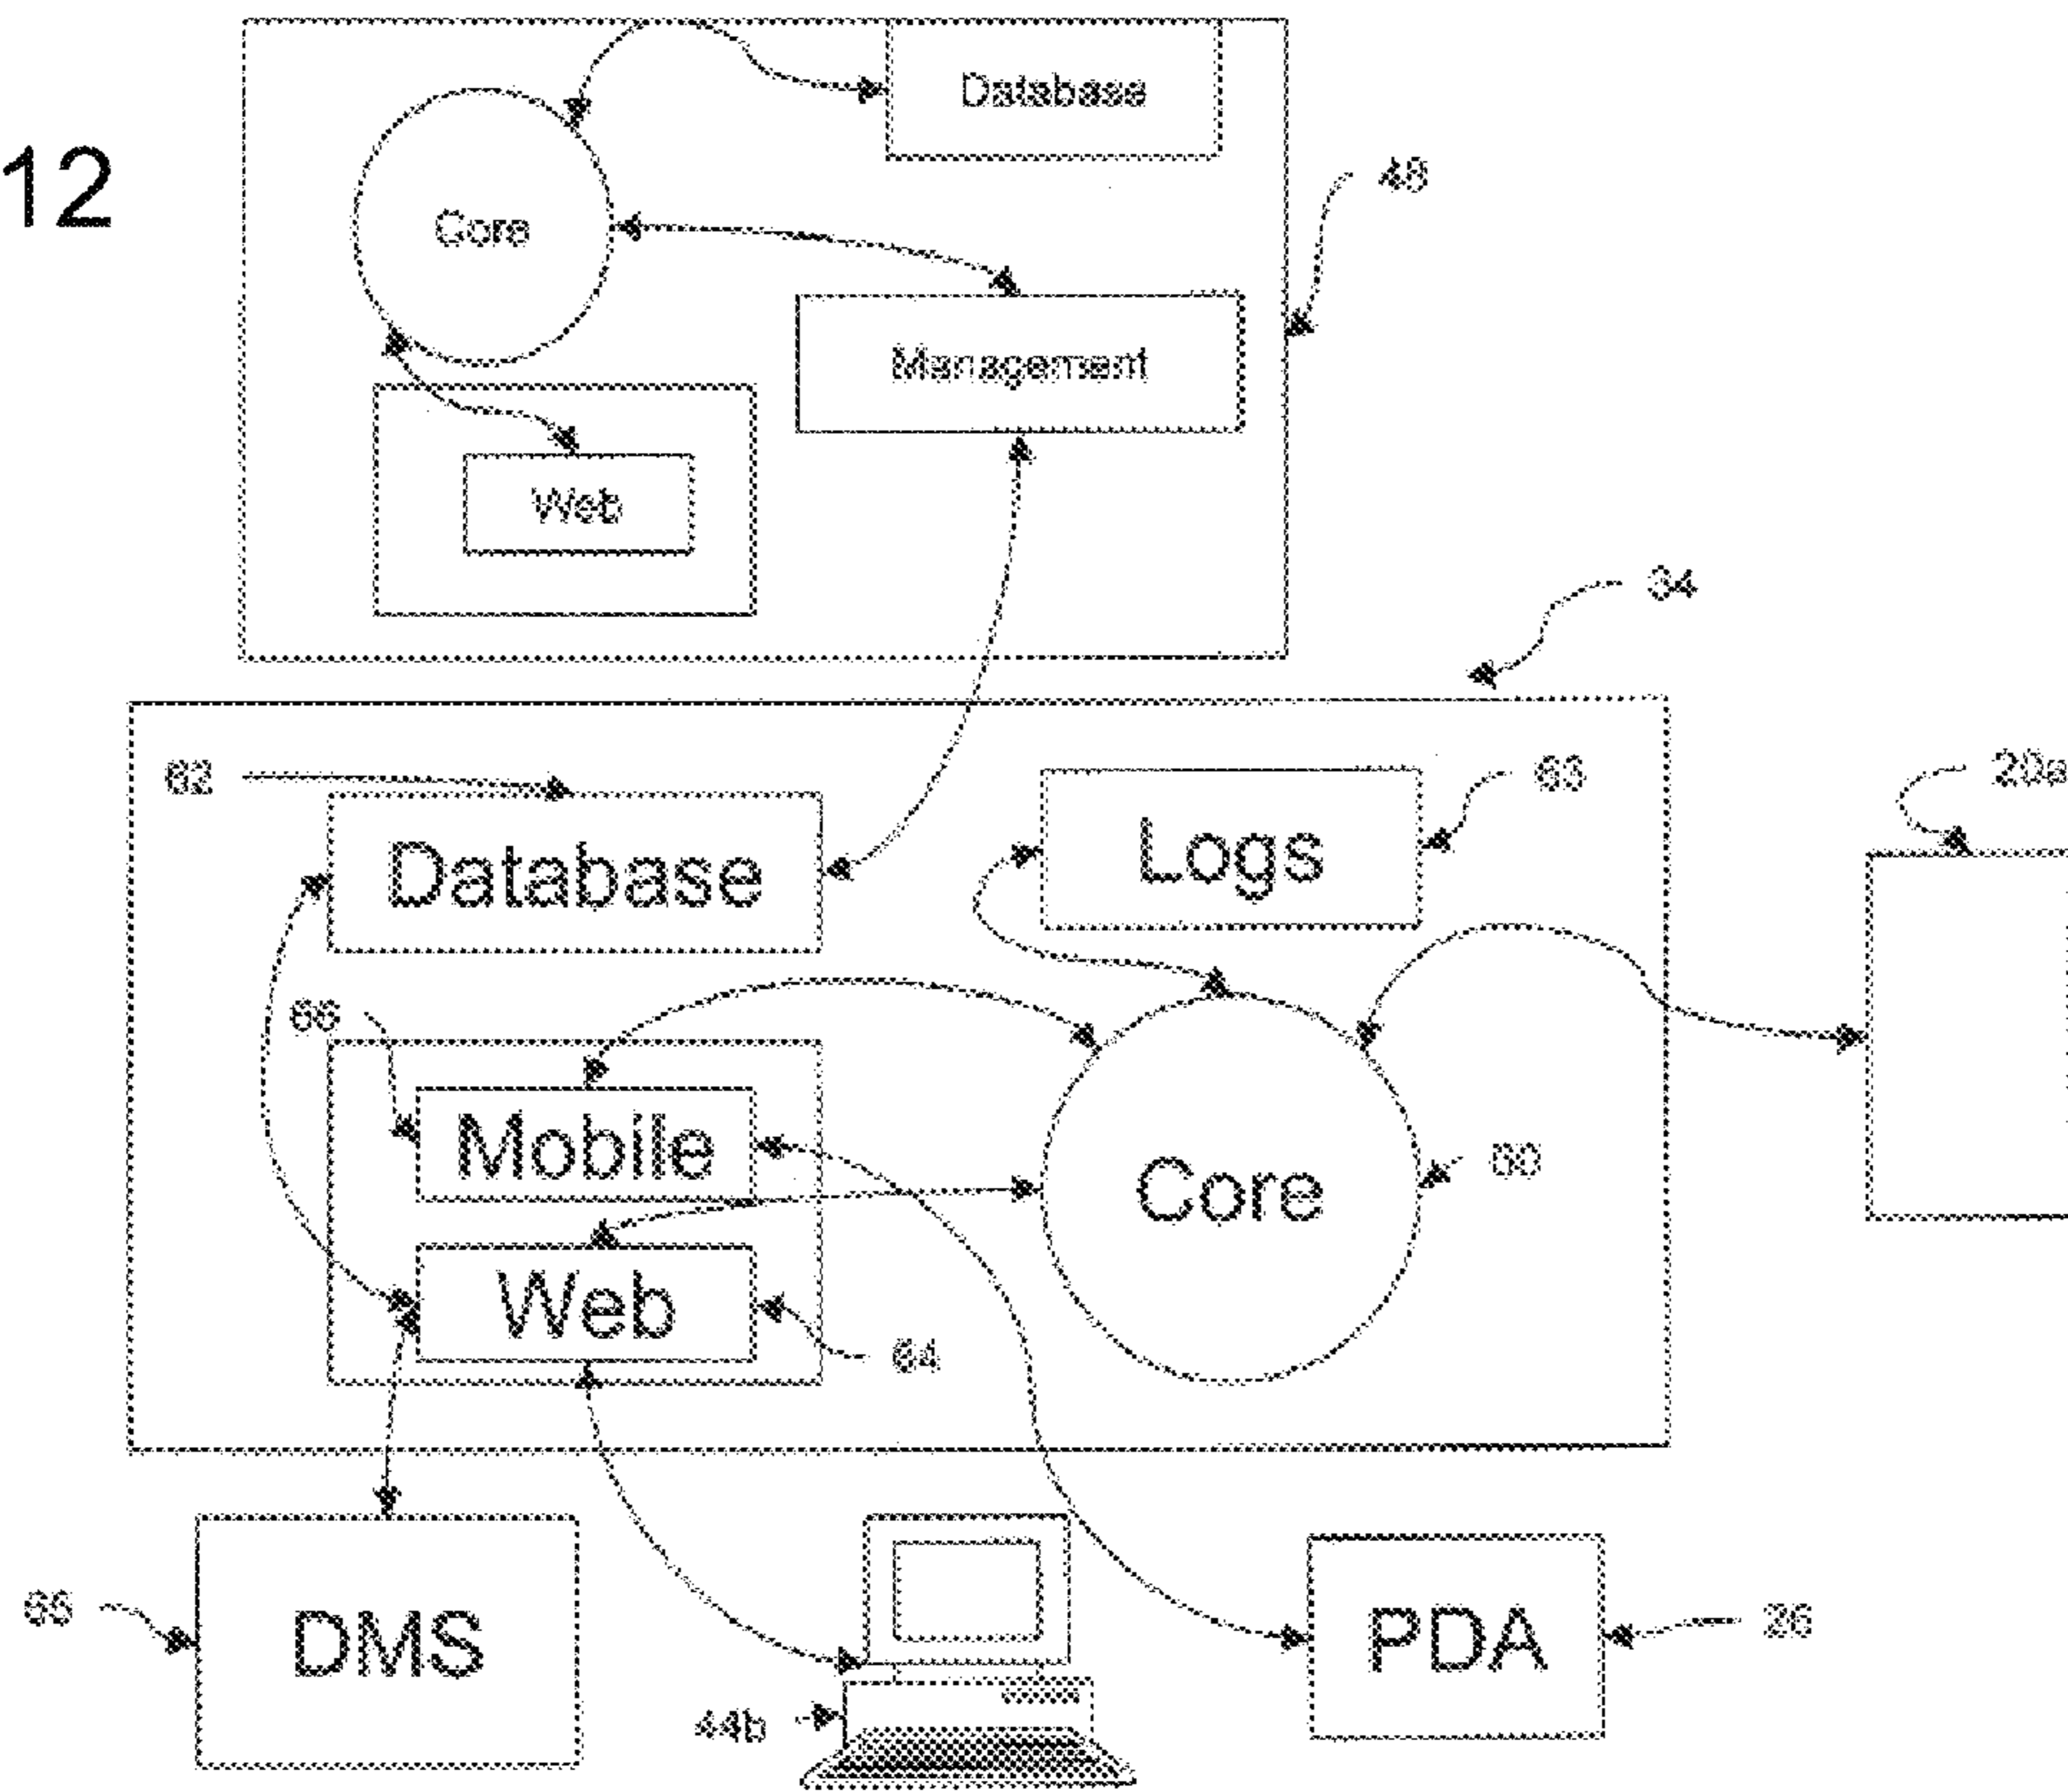 Database
12
48
Core
Management
Web
34
62
63
20a
Database
Logs
66
Mobile
60
Core
Web
64
65
DMS
PDA
26
44b